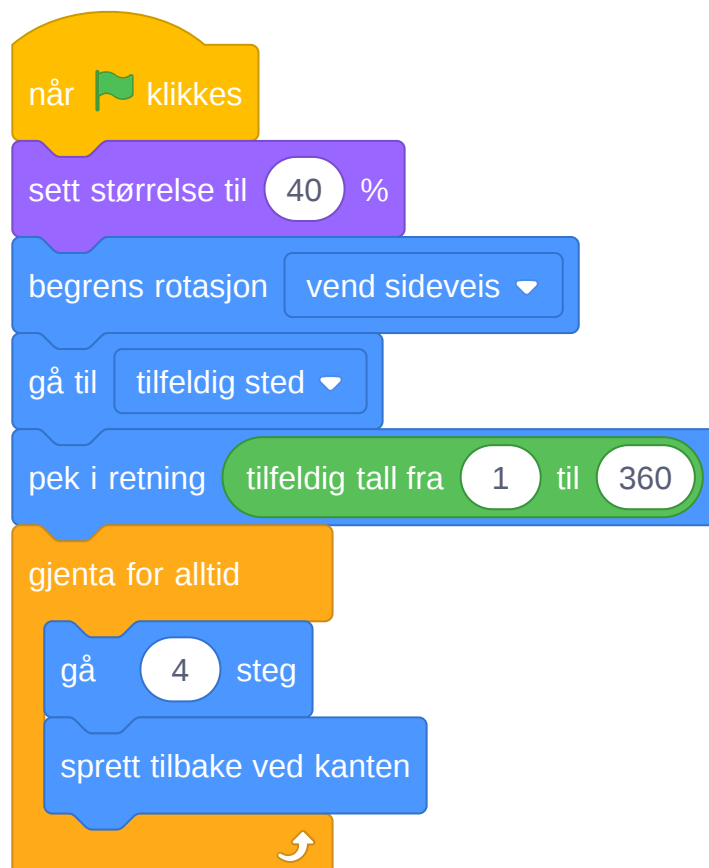 når klikkes
sett størrelse til 40 %
begrens rotasjon vend sideveis
gå til tilfeldig sted
pek i retning tilfeldig tall fra 1 til 360
gjenta for alltid
gå 4 steg
sprett tilbake ved kanten